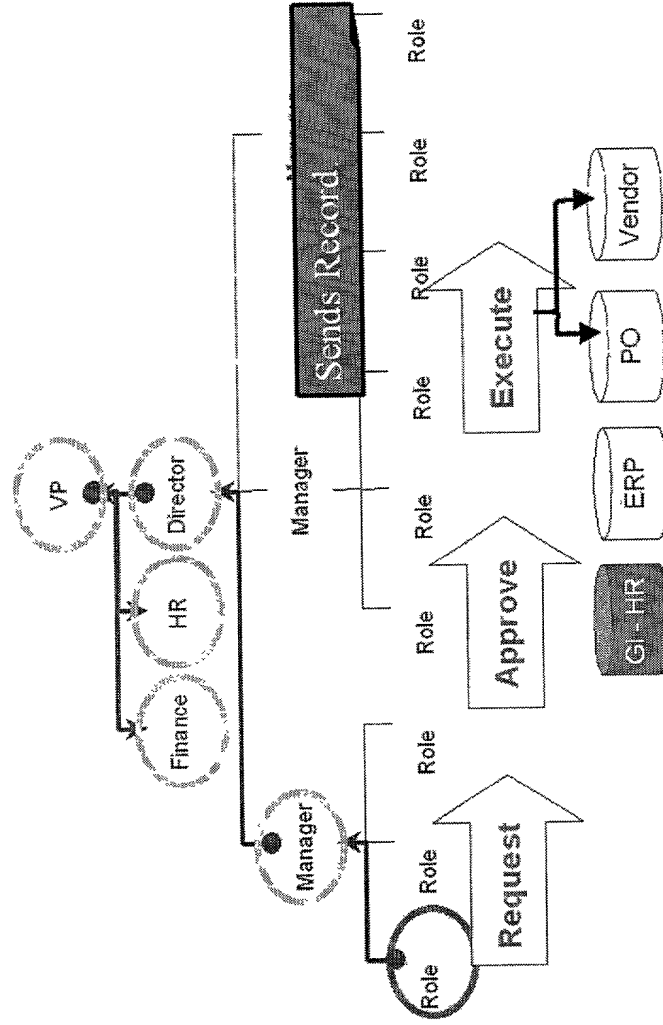 VP
Finance
HR
Director
Manager
Manager
Sends Record
Role
Role
Role
Role
Role
Role
Role
Role
Role
Request
Approve
Execute
GI - HR
ERP
PO
Vendor